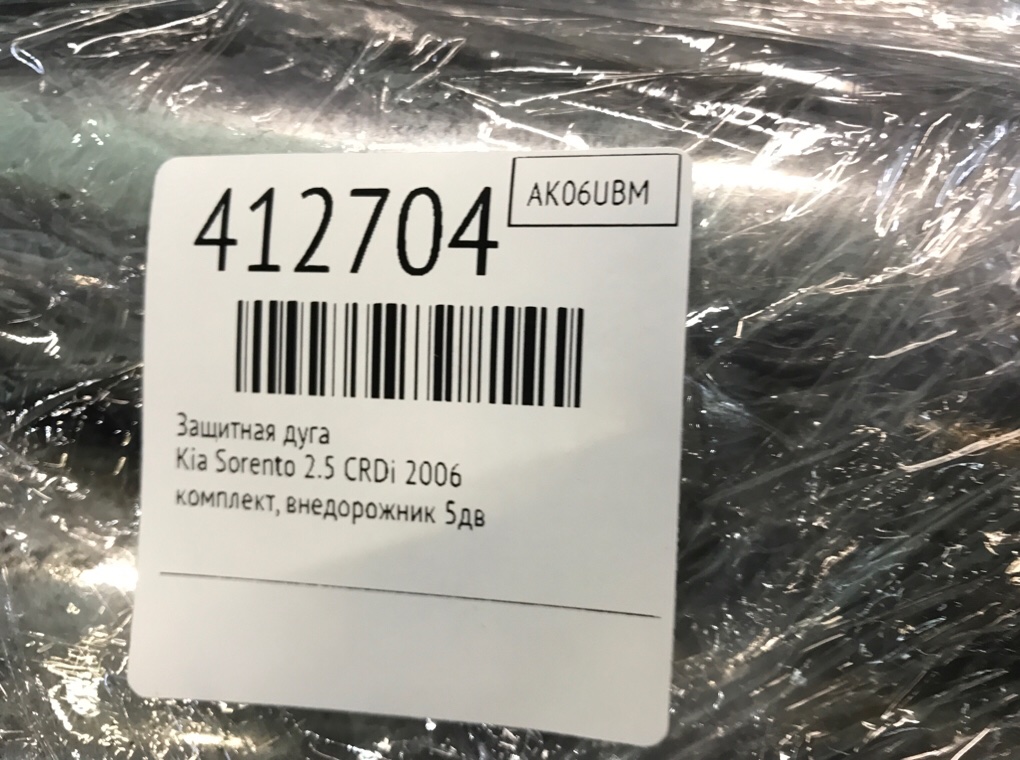 412704
AK06UBM
Защитная дуга
Kia Sorento 2.5 CRDi 2006
комплект, внедорожник 5дв